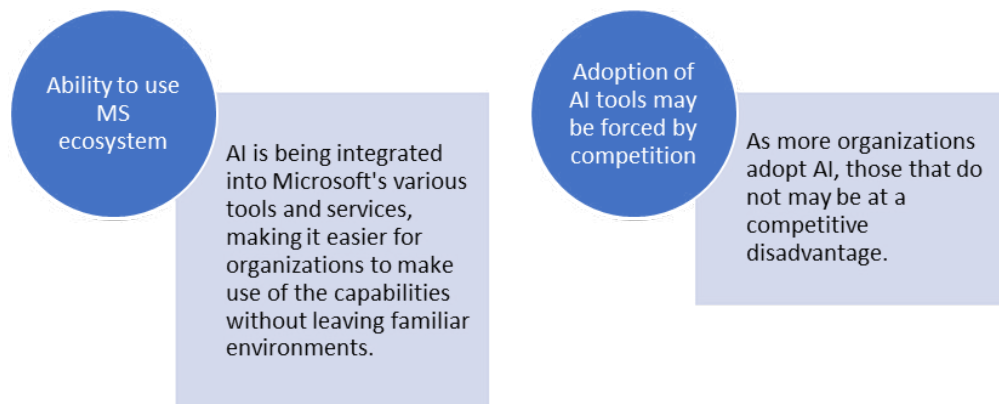 Ability to use
MS
ecosystem
AI is being integrated
into Microsoft's various
tools and services,
making it easier for
organizations to make
use of the capabilities
without leaving familiar
environments.
Adoption of
AI tools may
be forced by
competition
As more organizations
adopt AI, those that do
not may be at a
competitive
disadvantage.